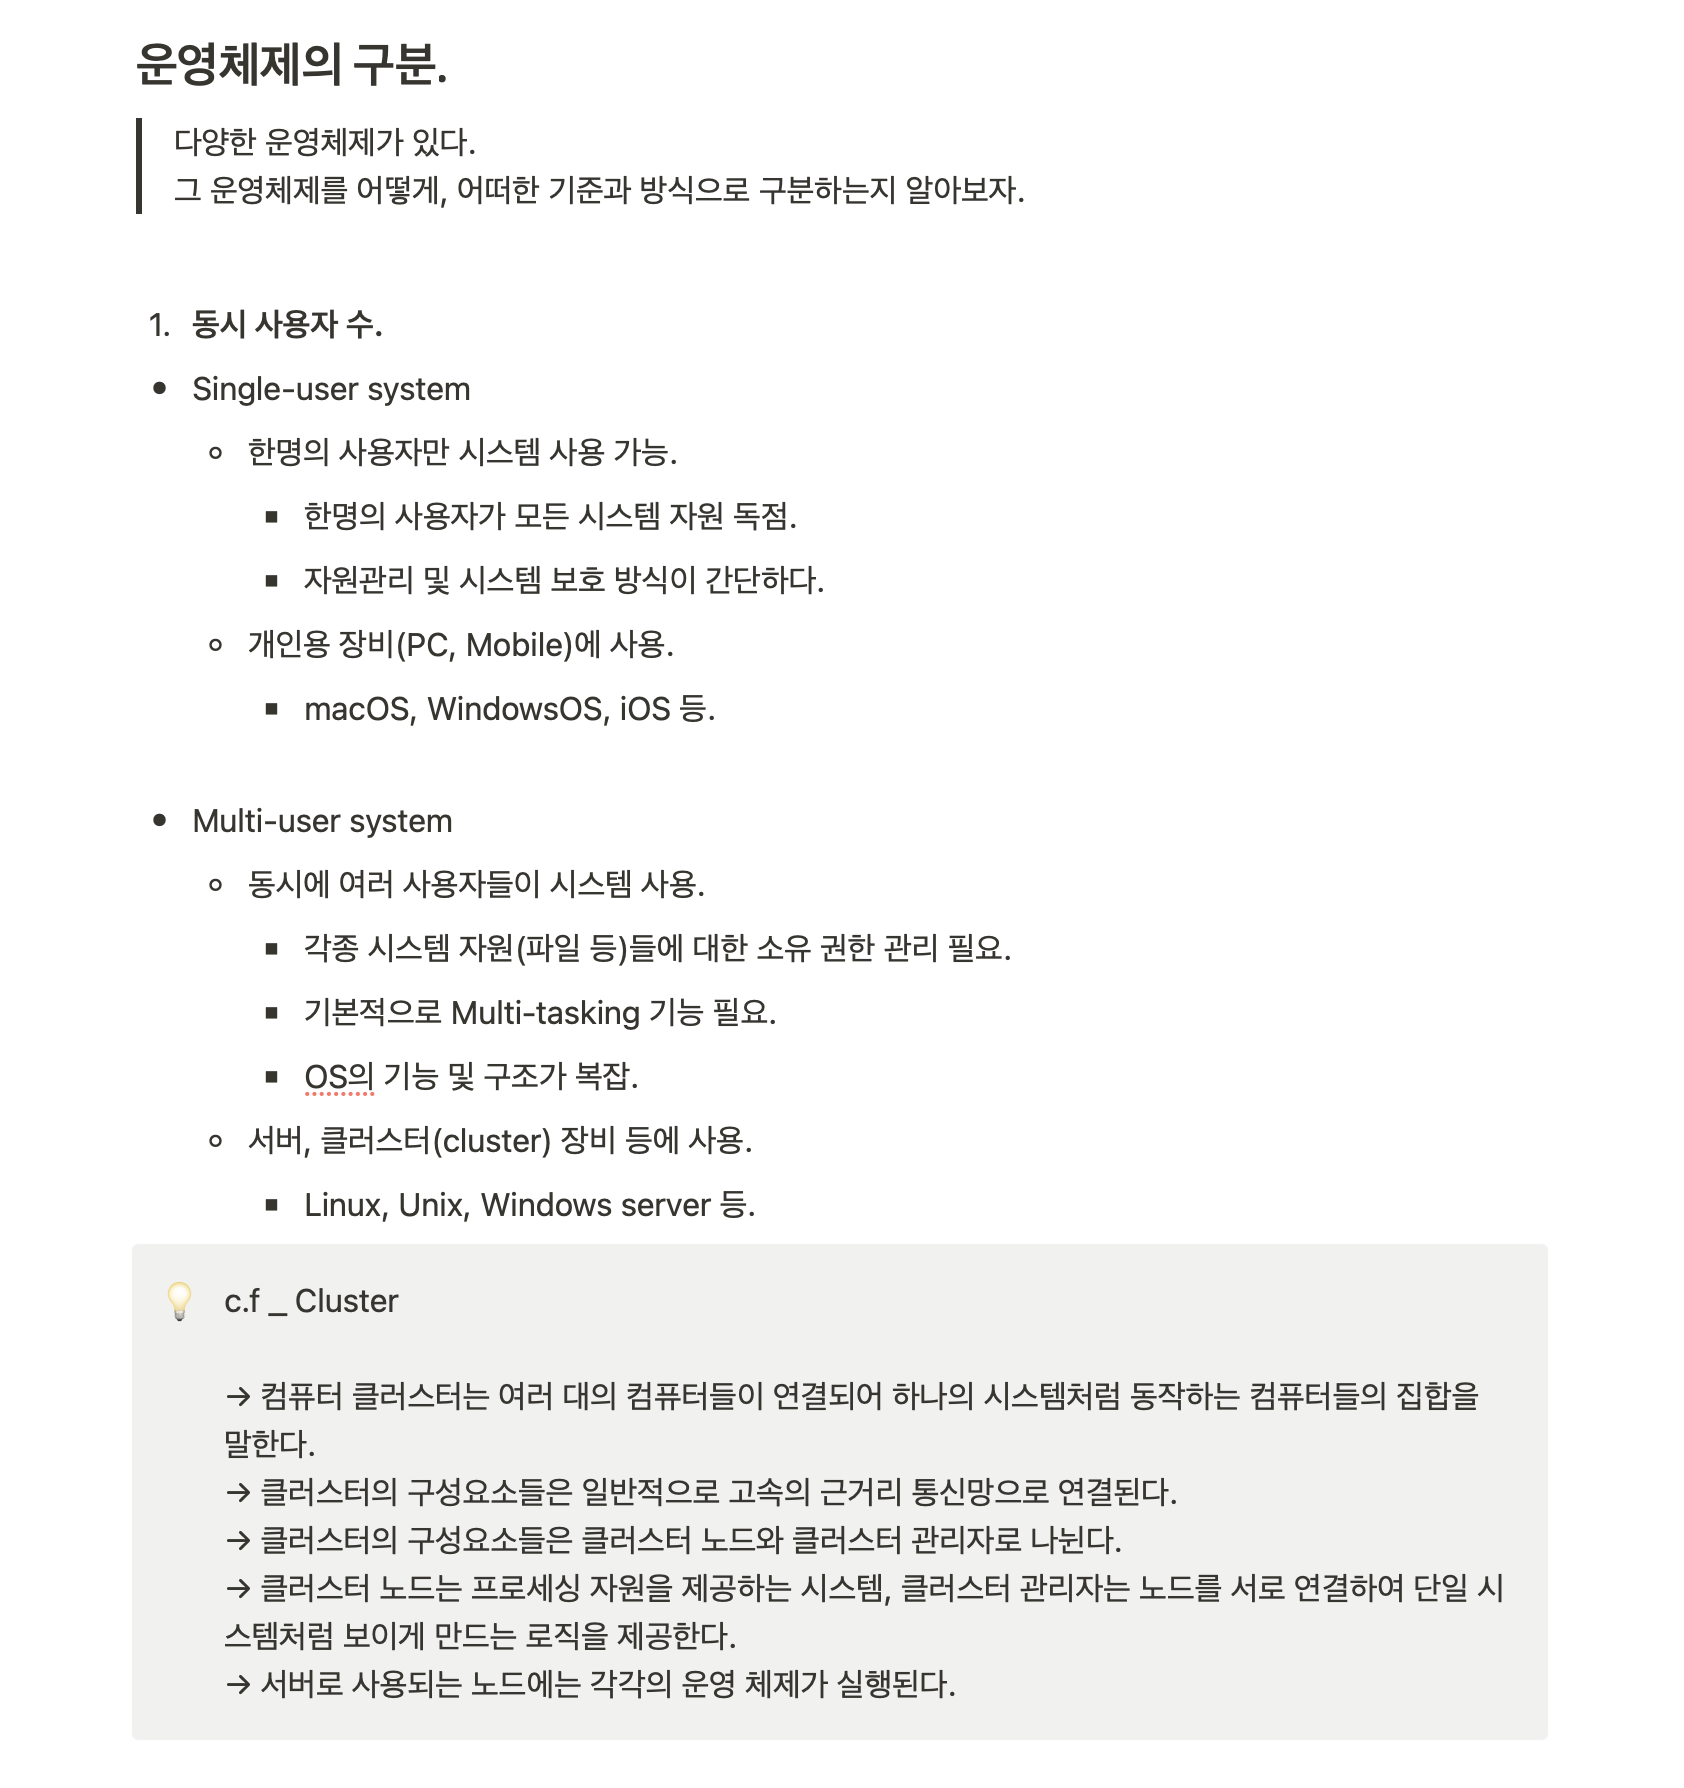 운영체제의 구분.
다양한 운영체제가 있다.
그 운영체제를 어떻게, 어떠한 기준과 방식으로 구분하는지 알아보자.
1. 동시 사용자 수.
• Single-user system
◦ 한명의 사용자만 시스템 사용 가능.
▪ 한명의 사용자가 모든 시스템 자원 독점.
▪ 자원관리 및 시스템 보호 방식이 간단하다.
◦ 개인용 장비(PC, Mobile)에 사용.
▪ macOS, WindowsOS, iOS 등.
• Multi-user system
◦ 동시에 여러 사용자들이 시스템 사용.
▪ 각종 시스템 자원(파일 등)들에 대한 소유 권한 관리 필요.
▪ 기본적으로 Multi-tasking 기능 필요.
▪ OS의 기능 및 구조가 복잡.
◦ 서버, 클러스터(cluster) 장비 등에 사용.
▪ Linux, Unix, Windows server 등.
💡 c.f _ Cluster
→ 컴퓨터 클러스터는 여러 대의 컴퓨터들이 연결되어 하나의 시스템처럼 동작하는 컴퓨터들의 집합을
말한다.
→ 클러스터의 구성요소들은 일반적으로 고속의 근거리 통신망으로 연결된다.
→ 클러스터의 구성요소들은 클러스터 노드와 클러스터 관리자로 나뉜다.
→ 클러스터 노드는 프로세싱 자원을 제공하는 시스템, 클러스터 관리자는 노드를 서로 연결하여 단일 시
스템처럼 보이게 만드는 로직을 제공한다.
→ 서버로 사용되는 노드에는 각각의 운영 체제가 실행된다.